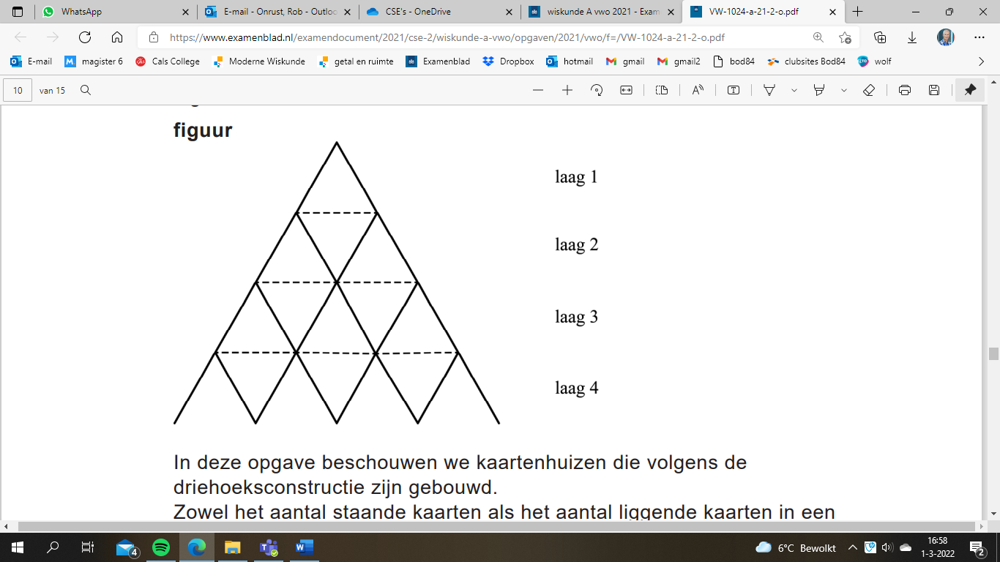 WhatsApp
E-mail - Onrust, Rob - Outloo
CSE's - OneDrive
wiskunde A vwo 2021 - Exam
VW-1024-a-21-2-o.pdf
https://www.examenblad.nl/examendocument/2021/cse-2/wiskunde-a-vwo/opgaven/2021/vwo/f=/VW-1024-a-21-2-o.pdf
E-mail
M magister 6
Cals College
Moderne Wiskunde
getal en ruimte
Examenblad
Dropbox
hotmail
gmail
gmail2
bod84
clubsites Bod84
wolf
10 van 15
figuur
laag 1
laag 2
laag 3
laag 4
In deze opgave beschouwen we kaartenhuizen die volgens de
driehoeksconstructie zijn gebouwd.
Zowel het aantal staande kaarten als het aantal liggende kaarten in een
4
6°C Bewolkt
16:58
1-3-2022
2